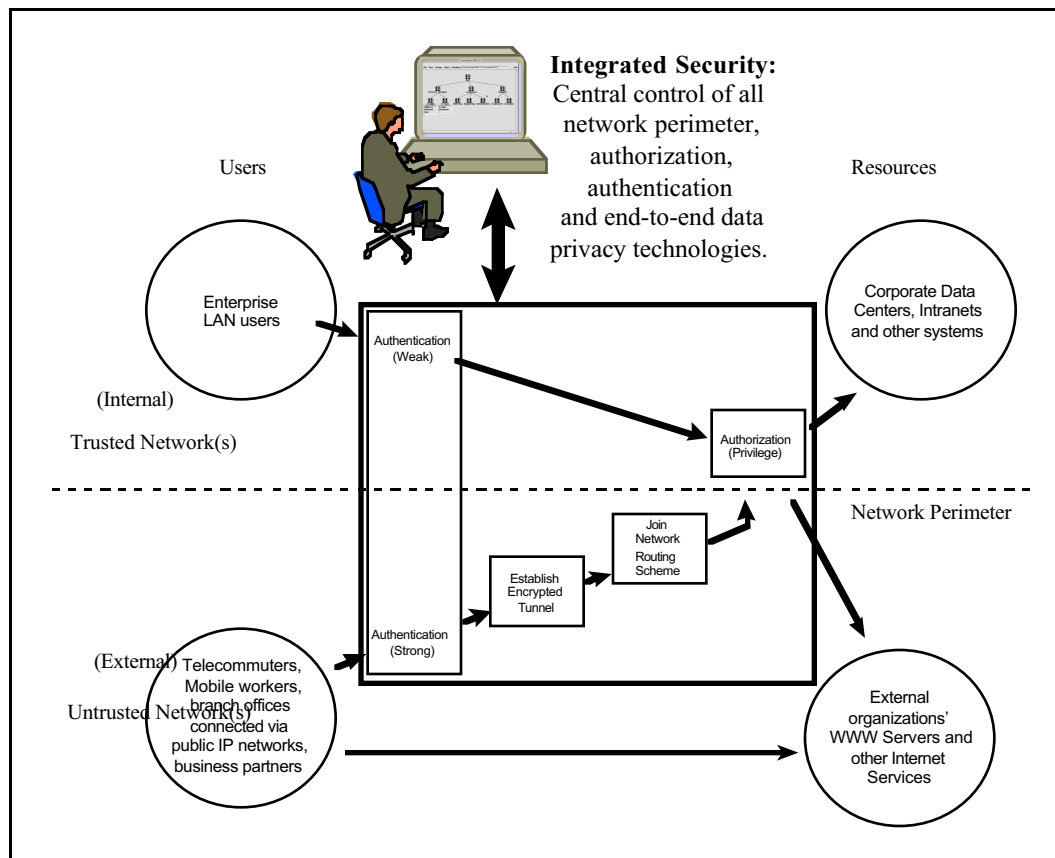 Integrated Security:
Central control of all
network perimeter,
authorization,
authentication
and end-to-end data
privacy technologies.
Users
Resources
Enterprise
LAN users
Corporate Data
Centers, Intranets
and other systems
Authentication
(Weak)
(Internal)
Trusted Network(s)
Authorization
(Privilege)
Network Perimeter
Join
Network
Routing
Scheme
Establish
Encrypted
Tunnel
Authentication
(Strong)
(External)
Untrusted Network(s)
Telecommuters,
Mobile workers,
branch offices
connected via
public IP networks,
business partners
External
organizations’
WWW Servers and
other Internet
Services